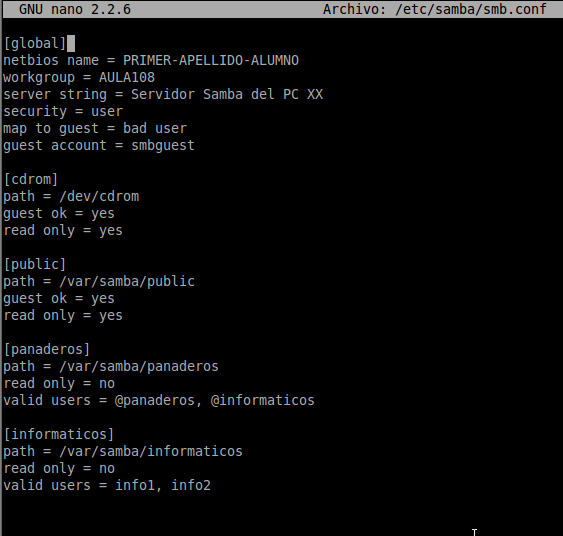 GNU nano 2.2.6 Archivo: /etc/samba/smb.conf
[global]
netbios name = PRIMER-APELLIDO-ALUMNO
workgroup = AULA108
server string = Servidor Samba del PC XX
security = user
map to guest = bad user
guest account = smbguest
[cdrom]
path = /dev/cdrom
guest ok = yes
read only = yes
[public]
path = /var/samba/public
guest ok = yes
read only = yes
[panaderos]
path = /var/samba/panaderos
read only = no
valid users = @panaderos, @informaticos
[informaticos]
path = /var/samba/informaticos
read only = no
valid users = info1, info2